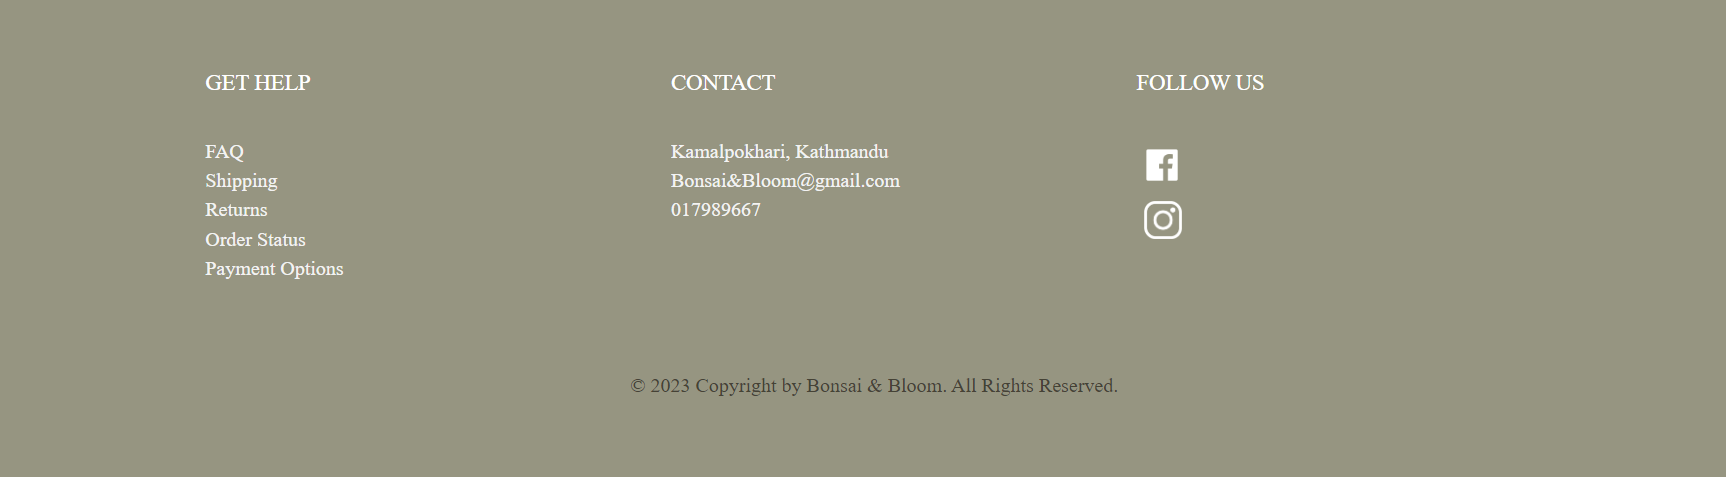 GET HELP
FAQ
Shipping
Returns
Order Status
Payment Options
CONTACT
Kamalpokhari, Kathmandu
Bonsai&Bloom@gmail.com
017989667
FOLLOW US
© 2023 Copyright by Bonsai & Bloom. All Rights Reserved.